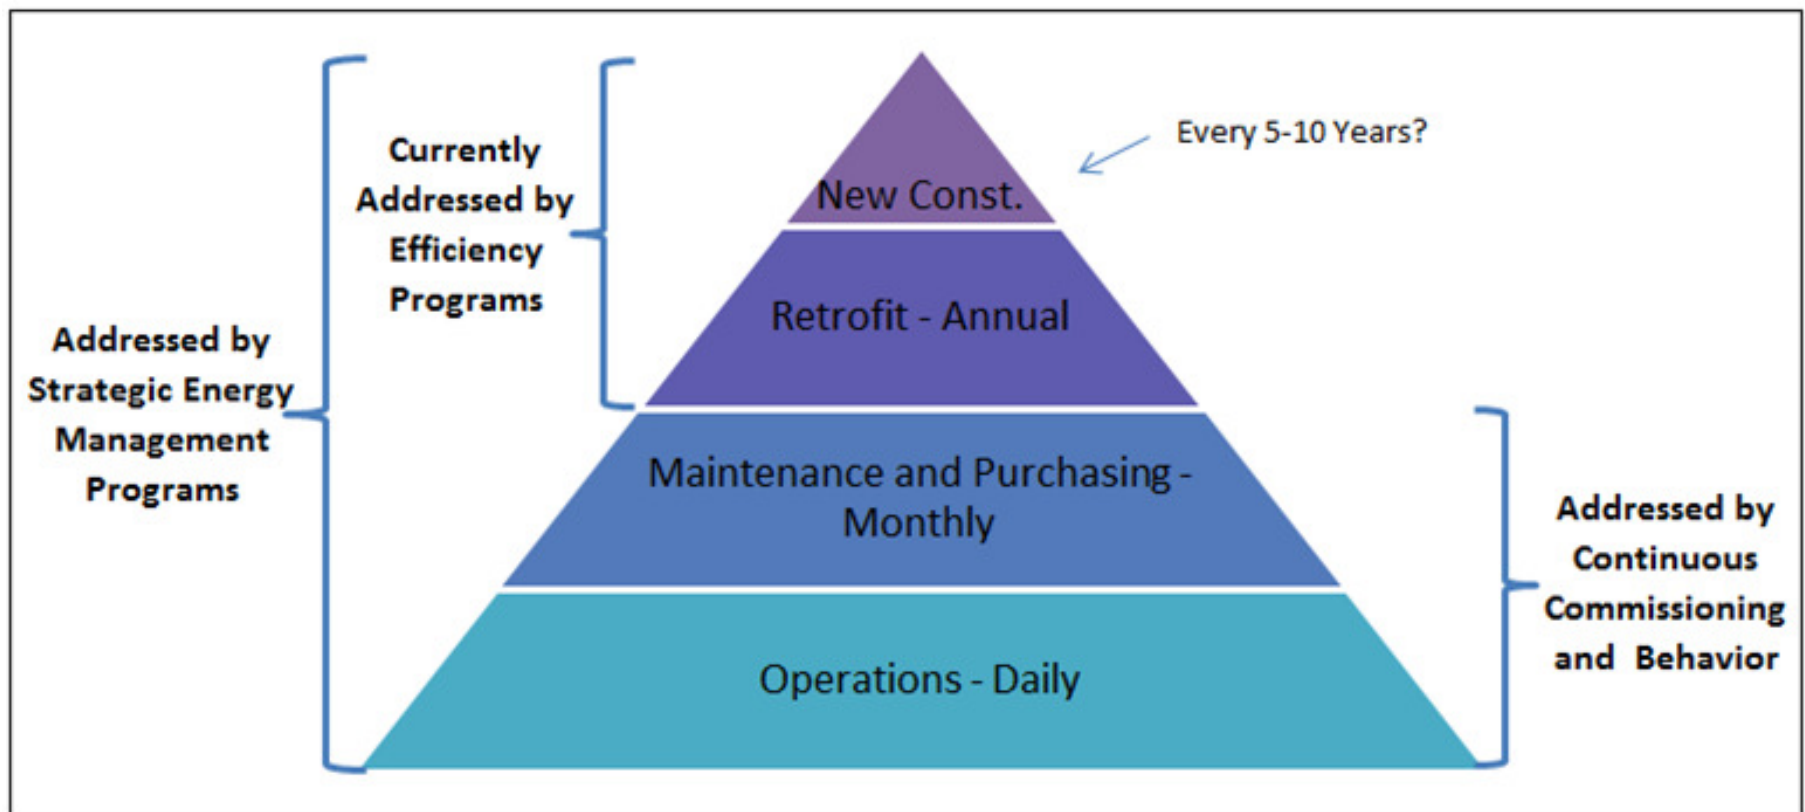 Currently
Addressed by
Efficiency
Programs
Addressed by
Strategic Energy
Management
Programs
Every 5-10 Years?
New Const.
Retrofit - Annual
Maintenance and Purchasing -
Monthly
Operations - Daily
Addressed by
Continuous
Commissioning
and Behavior